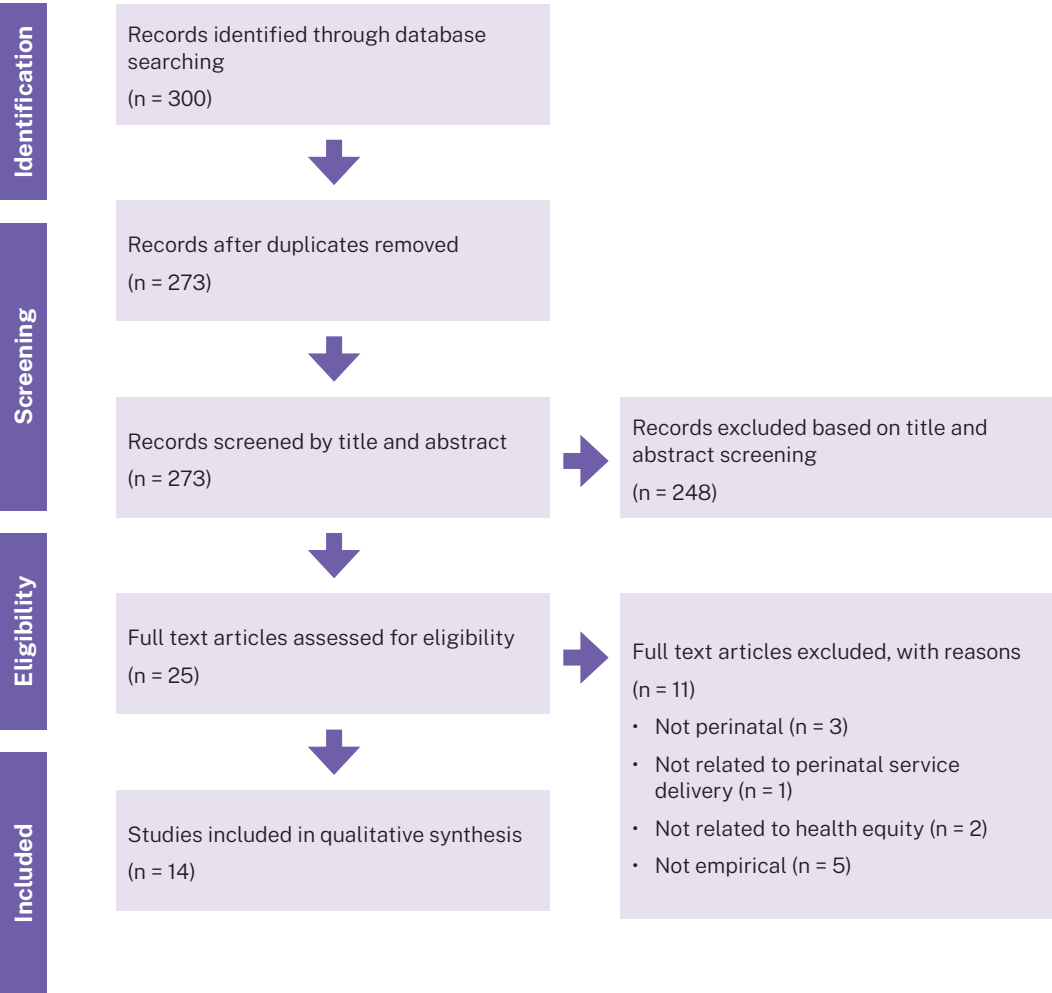 Identification
Records identified through database
searching
(n = 300)
Screening
Records after duplicates removed
(n = 273)
Records screened by title and abstract
(n = 273)
Records excluded based on title and
abstract screening
(n = 248)
Eligibility
Full text articles assessed for eligibility
(n = 25)
Full text articles excluded, with reasons
(n = 11)
• Not perinatal (n = 3)
• Not related to perinatal service
delivery (n = 1)
• Not related to health equity (n = 2)
• Not empirical (n = 5)
Included
Studies included in qualitative synthesis
(n = 14)